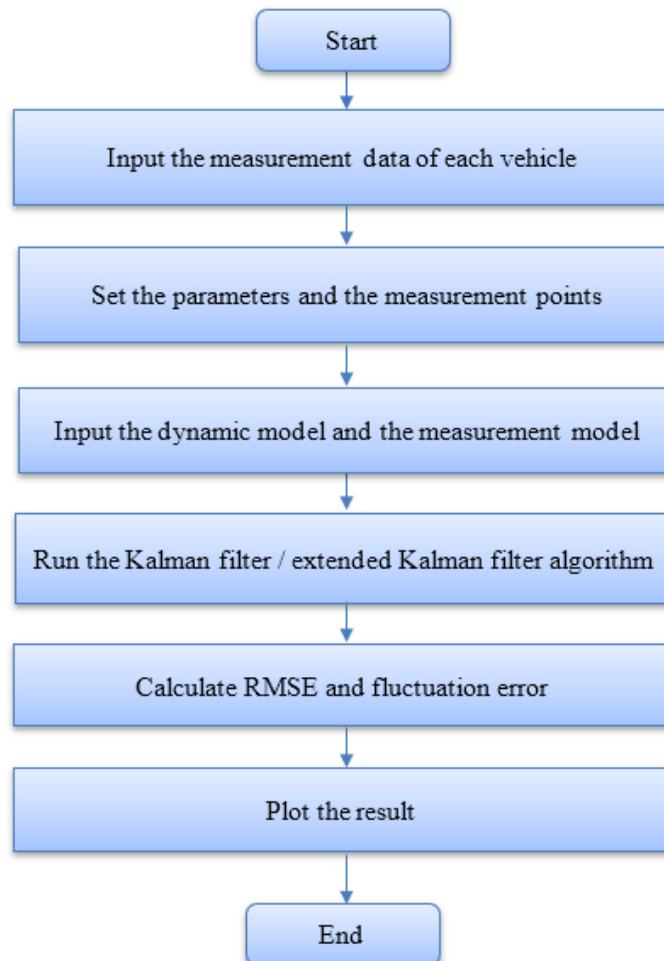 Start
Input the measurement data of each vehicle
Set the parameters and the measurement points
Input the dynamic model and the measurement model
Run the Kalman filter / extended Kalman filter algorithm
Calculate RMSE and fluctuation error
Plot the result
End